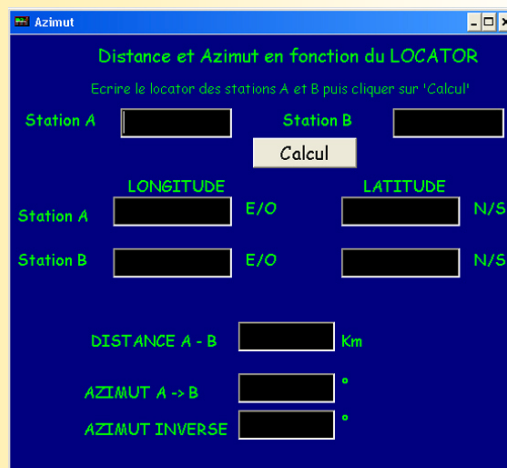 Azimut
Distance et Azimut en fonction du LOCATOR
Ecrire le locator des stations A et B puis cliquer sur 'Calcul'
Station A Station B
Calcul
LONGITUDE LATITUDE
Station A E/O N/S
Station B E/O N/S
DISTANCE A - B Km
AZIMUT A -> B °
AZIMUT INVERSE °